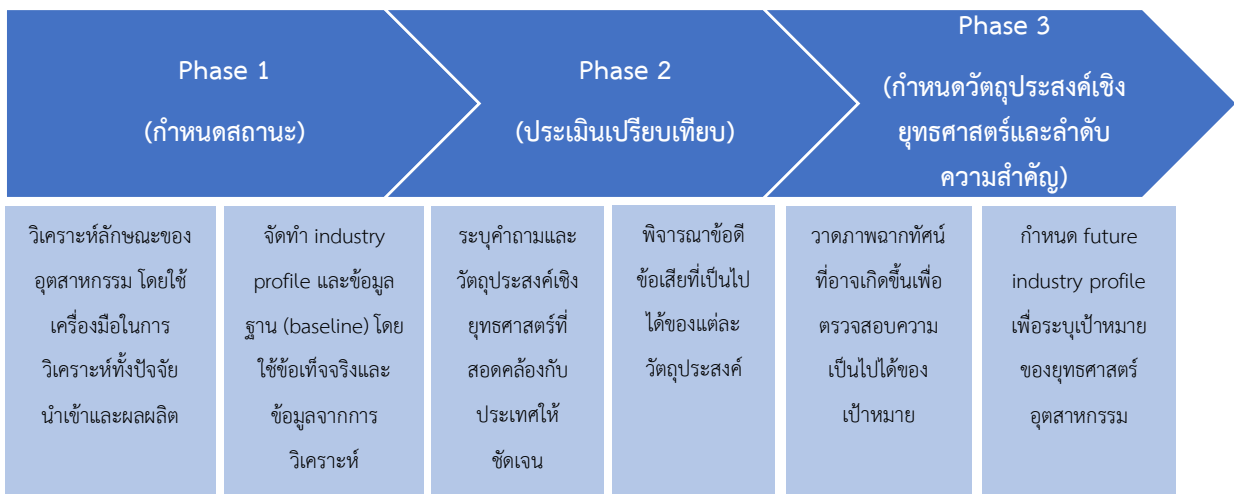 Phase 1
(กำหนดสถานะ)
Phase 2
(ประเมินเปรียบเทียบ)
Phase 3
(กำหนดวัตถุประสงค์เชิง
ยุทธศาสตร์และลำดับ
ความสำคัญ)
วิเคราะห์ลักษณะของ
อุตสาหกรรม โดยใช้
เครื่องมือในการ
วิเคราะห์ทั้งปัจจัย
นำเข้าและผลผลิต
จัดทำ industry
profile และข้อมูล
ฐาน (baseline) โดย
ใช้ข้อเท็จจริงและ
ข้อมูลจากการ
วิเคราะห์
ระบุคำถามและ
วัตถุประสงค์เชิง
ยุทธศาสตร์ที่
สอดคล้องกับ
ประเทศให้
ชัดเจน
พิจารณาข้อดี
ข้อเสียที่เป็นไป
ได้ของแต่ละ
วัตถุประสงค์
วาดภาพฉากทัศน์
ที่อาจเกิดขึ้นเพื่อ
ตรวจสอบความ
เป็นไปได้ของ
เป้าหมาย
กำหนด future
industry profile
เพื่อระบุเป้าหมาย
ของยุทธศาสตร์
อุตสาหกรรม